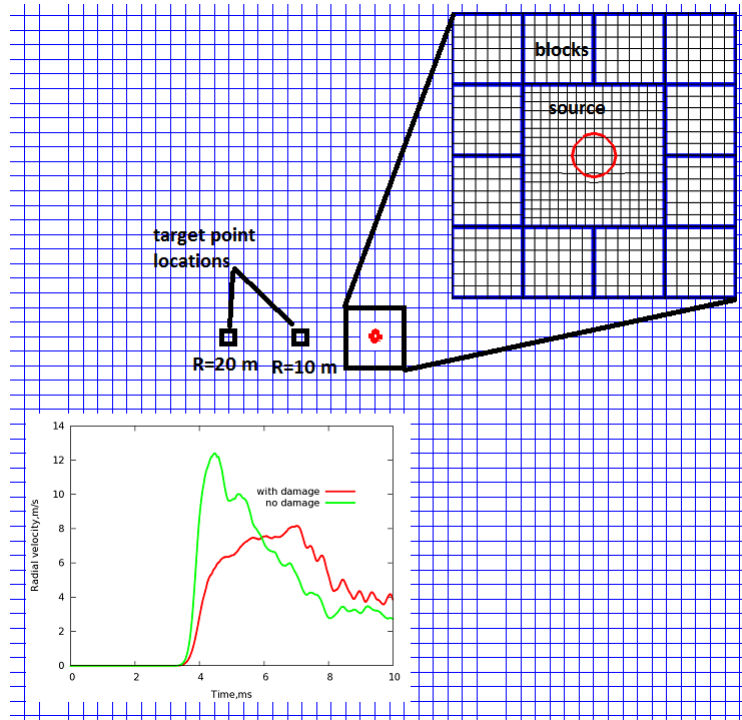 blocks
source
target point
locations
R=20 m
R=10 m
14
12
10
8
6
4
2
0
Radial velocity,m/s
with damage
no damage
0
2
4
6
8
10
Time,ms